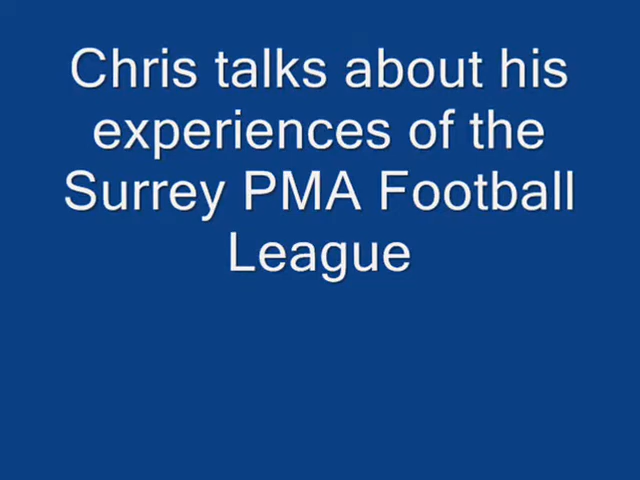 Chris talks about his
experiences of the
Surrey PMA Football
League